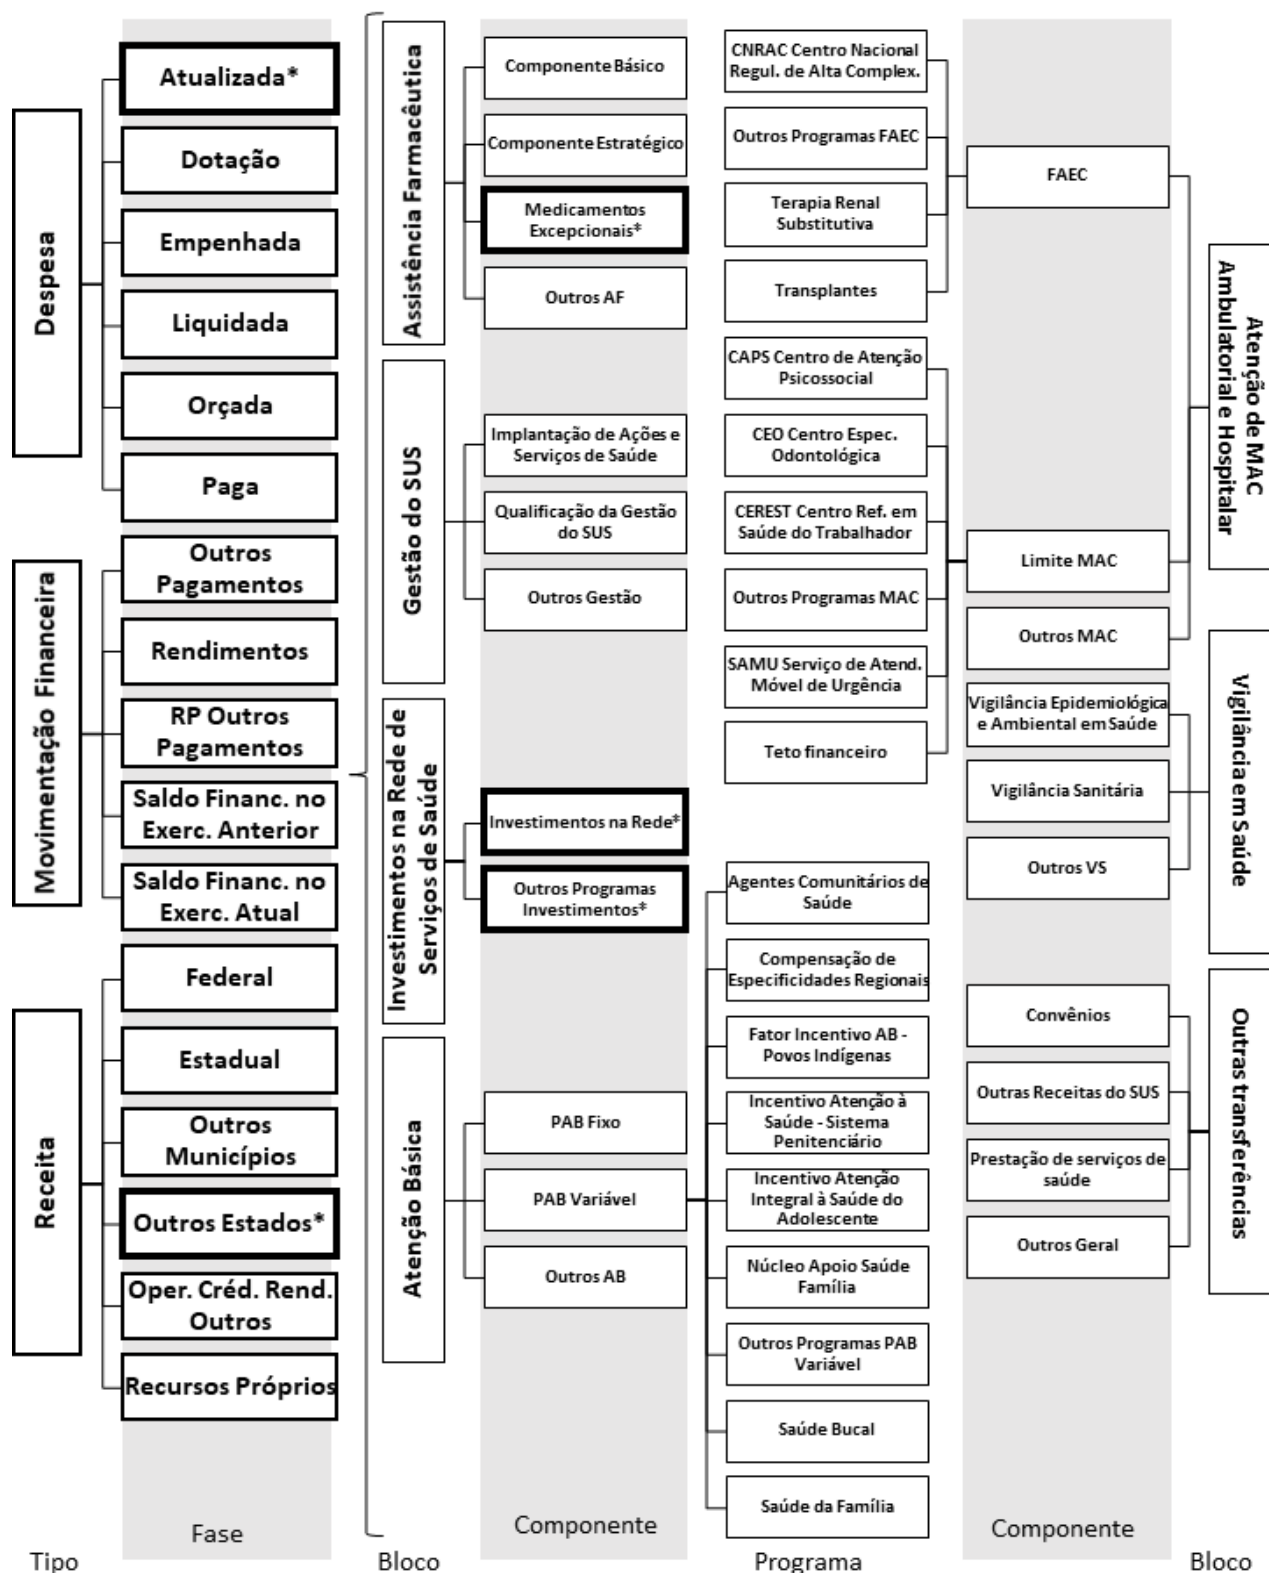 Despesa
Atualizada*
Dotação
Empenhada
Liquidada
Orçada
Paga
Movimentação Financeira
Outros
Pagamentos
Rendimentos
RP Outros
Pagamentos
Saldo Financ. no
Exerc. Anterior
Saldo Financ. no
Exerc. Atual
Receita
Federal
Estadual
Outros
Municípios
Outros Estados*
Oper. Créd. Rend.
Outros
Recursos Próprios
Assistência Farmacêutica
Componente Básico
Componente Estratégico
Medicamentos
Excepcionais*
Outros AF
Gestão do SUS
Implantação de Ações e
Serviços de Saúde
Qualificação da Gestão
do SUS
Outros Gestão
Investimentos na Rede de
Serviços de Saúde
Investimentos na Rede*
Outros Programas
Investimentos*
Atenção Básica
PAB Fixo
PAB Variável
Outros AB
CNRAC Centro Nacional
Regul. de Alta Complex.
Outros Programas FAEC
Terapia Renal
Substitutiva
Transplantes
CAPS Centro de Atenção
Psicossocial
CEO Centro Espec.
Odontológica
CEREST Centro Ref. em
Saúde do Trabalhador
Outros Programas MAC
SAMU Serviço de Atend.
Móvel de Urgência
Teto financeiro
Agentes Comunitários de
Saúde
Compensação de
Especificidades Regionais
Fator Incentivo AB -
Povos Indígenas
Incentivo Atenção à
Saúde - Sistema
Penitenciário
Incentivo Atenção
Integral à Saúde do
Adolescente
Núcleo Apoio Saúde
Família
Outros Programas PAB
Variável
Saúde Bucal
Saúde da Família
FAEC
Limite MAC
Outros MAC
Vigilância Epidemiológica
e Ambiental em Saúde
Vigilância Sanitária
Outros VS
Convênios
Outras Receitas do SUS
Prestação de serviços de
saúde
Outros Geral
Atenção de MAC
Ambulatorial e Hospitalar
Vigilância em Saúde
Outras transferências
Tipo
Fase
Bloco
Componente
Programa
Componente
Bloco